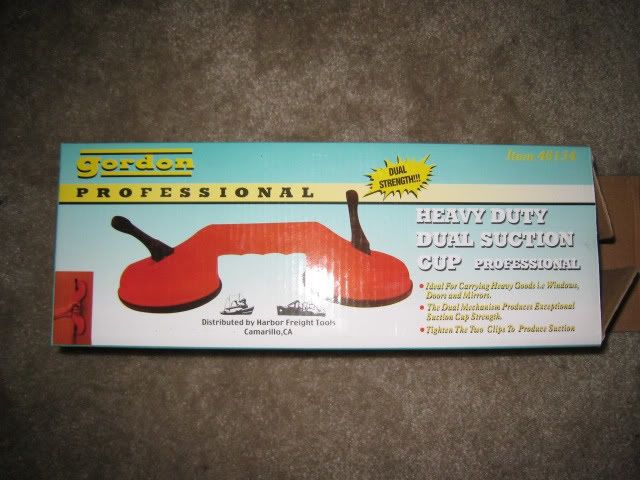 gordon
Item 46134
PROFESSIONAL
DUAL
STRENGTH!!!
HEAVY DUTY
DUAL SUCTION
CUP PROFESSIONAL
• Ideal For Carrying Heavy Goods i.e Windows,
Doors and Mirrors.
• The Dual Mechanism Produces Exceptional
Suction Cup Strength.
• Tighten The Two Clips To Produce Suction
Distributed by Harbor Freight Tools
Camarillo,CA